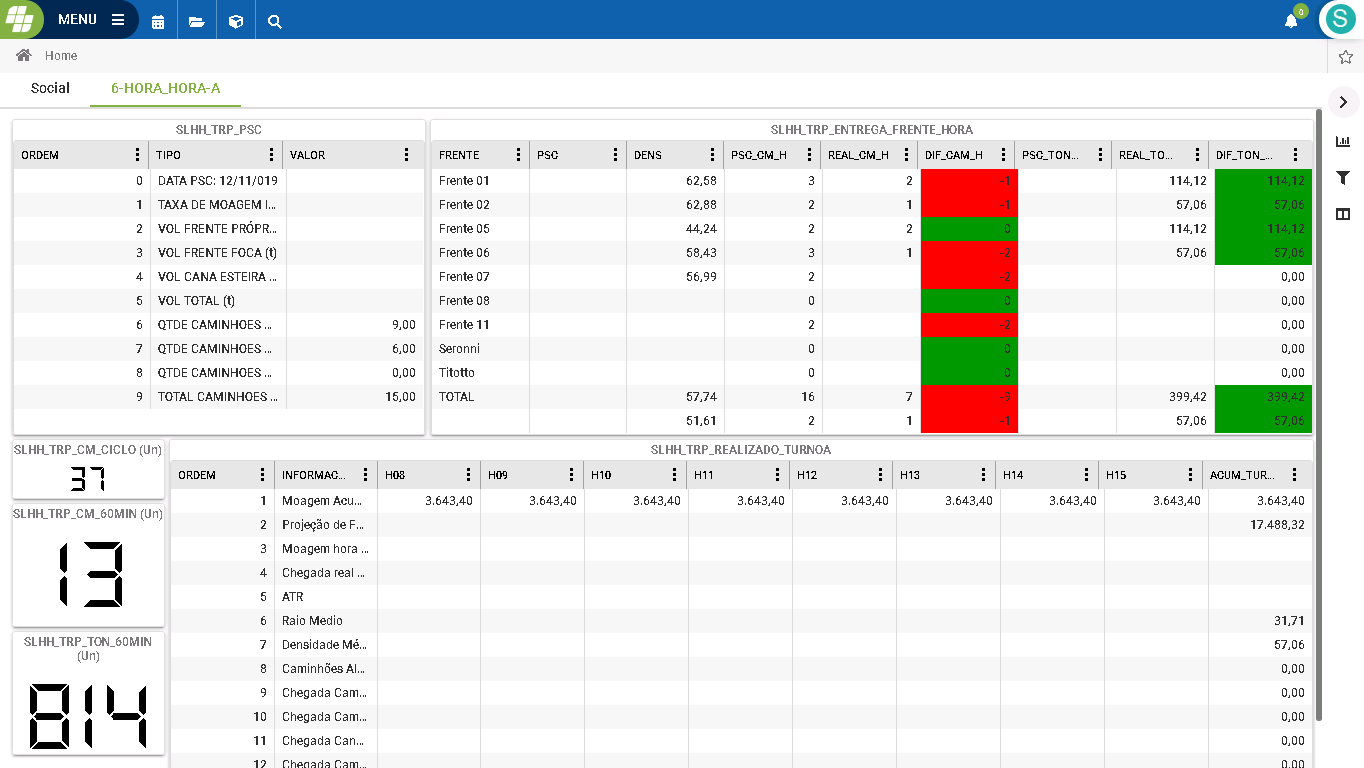 MENU
0
S
Home
Social 6-HORA_HORA-A
SLHH_TRP_PSC
ORDEM TIPO VALOR
0 DATA PSC: 12/11/019
1 TAXA DE MOAGEM I...
2 VOL FRENTE PRÓPR...
3 VOL FRENTE FOCA (t)
4 VOL CANA ESTEIRA ...
5 VOL TOTAL (t)
6 QTDE CAMINHOES ... 9,00
7 QTDE CAMINHOES ... 6,00
8 QTDE CAMINHOES ... 0,00
9 TOTAL CAMINHOES ... 15,00
SLHH_TRP_ENTREGA_FRENTE_HORA
FRENTE PSC DENS PSC_CM_H REAL_CM_H DIF_CAM_H PSC_TON... REAL_TO... DIF_TON_...
Frente 01 62,58 3 2 -1 114,12 114,12
Frente 02 62,88 2 1 -1 57,06 57,06
Frente 05 44,24 2 2 0 114,12 114,12
Frente 06 58,43 3 1 -2 57,06 57,06
Frente 07 56,99 2 -2 0,00
Frente 08 0 0 0,00
Frente 11 2 -2 0,00
Seronni 0 0 0,00
Titotto 0 0 0,00
TOTAL 57,74 16 7 -9 399,42 399,42
51,61 2 1 -1 57,06 57,06
SLHH_TRP_CM_CICLO (Un)
37
SLHH_TRP_CM_60MIN (Un)
13
SLHH_TRP_TON_60MIN
(Un)
814
SLHH_TRP_REALIZADO_TURNOA
ORDEM INFORMAC... H08 H09 H10 H11 H12 H13 H14 H15 ACUM_TUR...
1 Moagem Acu... 3.643,40 3.643,40 3.643,40 3.643,40 3.643,40 3.643,40 3.643,40 3.643,40 3.643,40
2 Projeção de F... 17.488,32
3 Moagem hora ...
4 Chegada real ...
5 ATR
6 Raio Medio 31,71
7 Densidade Mé... 57,06
8 Caminhões Al... 0,00
9 Chegada Cam... 0,00
10 Chegada Cam... 0,00
11 Chegada Can... 0,00
12 Chegada Cam... 0,00